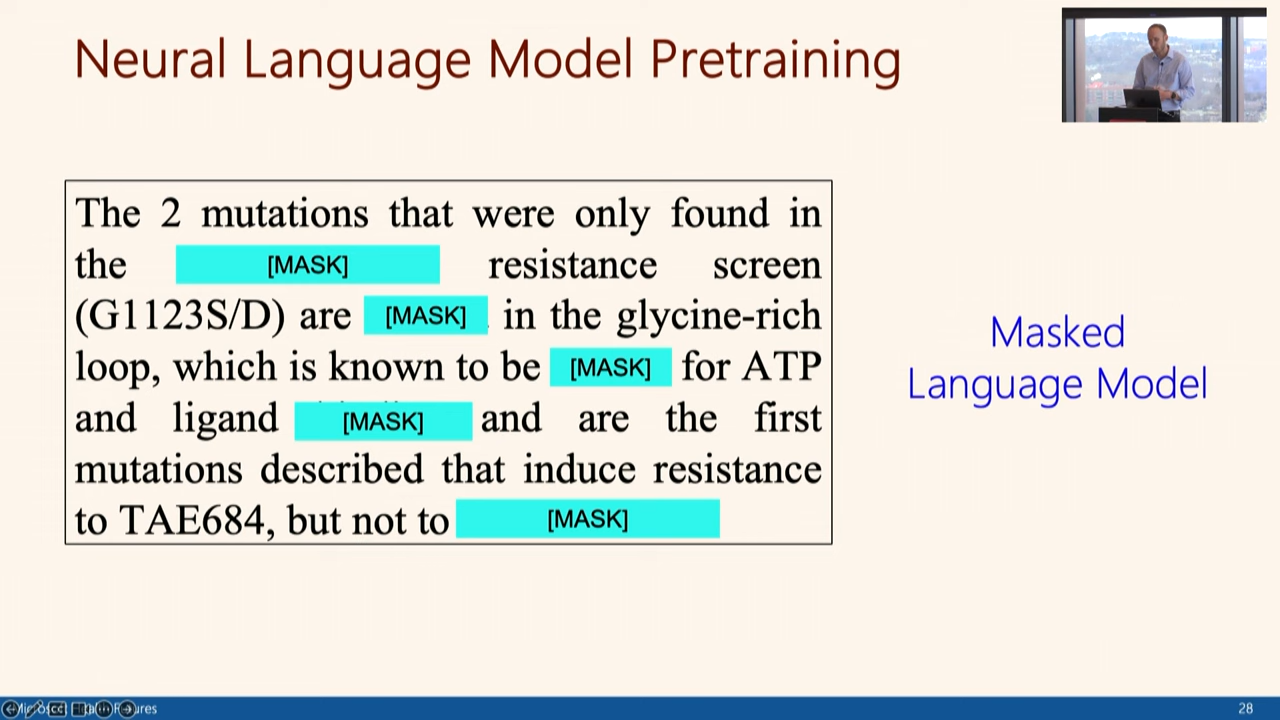 Neural Language Model Pretraining
The 2 mutations that were only found in
the [MASK] resistance screen
(G1123S/D) are [MASK] in the glycine-rich
loop, which is known to be [MASK] for ATP
and ligand [MASK] and are the first
mutations described that induce resistance
to TAE684, but not to [MASK]
Masked
Language Model
28